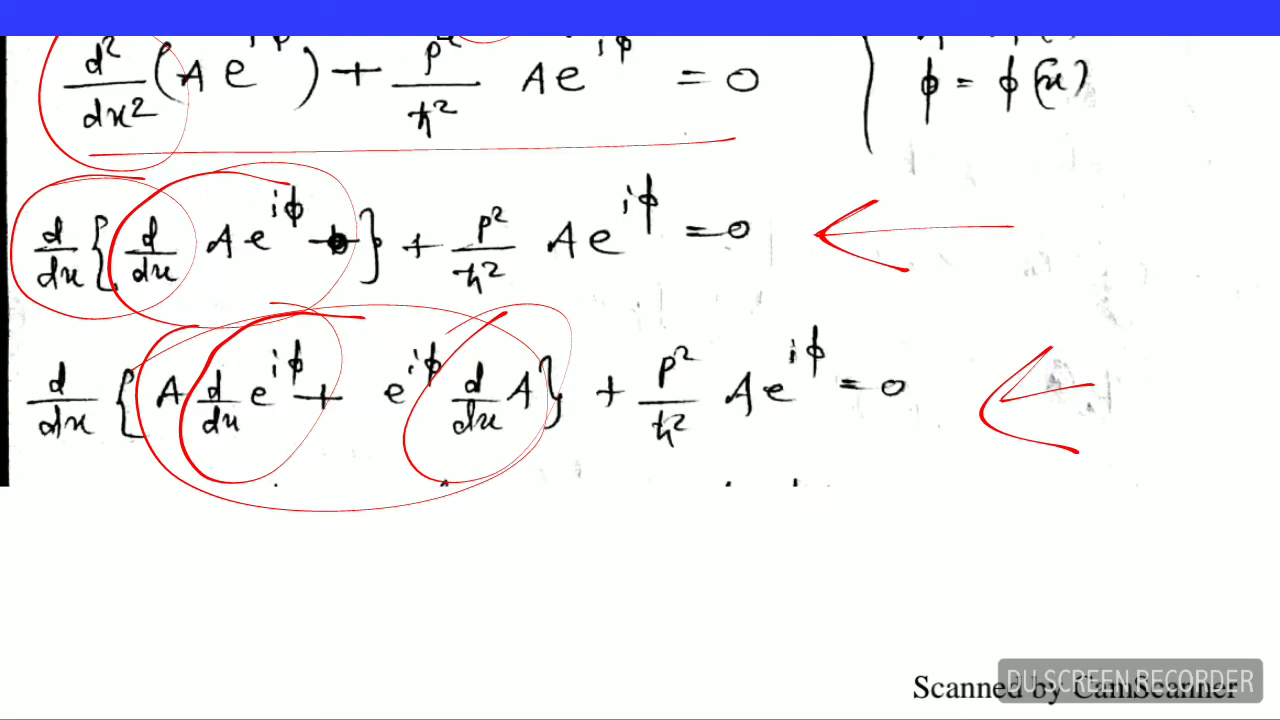 d²/dx² (A e^{iφ}) + p²/ħ² A e^{iφ} = 0
φ = φ(x)
d/dx { d/dx A e^{iφ} } + p²/ħ² A e^{iφ} = 0
d/dx { A d/dx e^{iφ} + e^{iφ} d/dx A } + p²/ħ² A e^{iφ} = 0
Scanned by CamScanner
DU SCREEN RECORDER